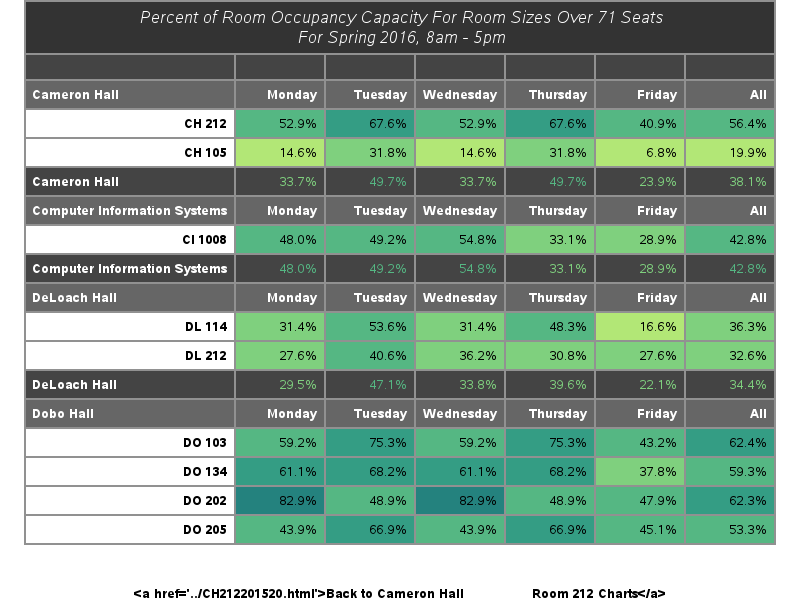 Percent of Room Occupancy Capacity For Room Sizes Over 71 Seats
For Spring 2016, 8am - 5pm
Cameron Hall Monday Tuesday Wednesday Thursday Friday All
CH 212 52.9% 67.6% 52.9% 67.6% 40.9% 56.4%
CH 105 14.6% 31.8% 14.6% 31.8% 6.8% 19.9%
Cameron Hall 33.7% 49.7% 33.7% 49.7% 23.9% 38.1%
Computer Information Systems Monday Tuesday Wednesday Thursday Friday All
CI 1008 48.0% 49.2% 54.8% 33.1% 28.9% 42.8%
Computer Information Systems 48.0% 49.2% 54.8% 33.1% 28.9% 42.8%
DeLoach Hall Monday Tuesday Wednesday Thursday Friday All
DL 114 31.4% 53.6% 31.4% 48.3% 16.6% 36.3%
DL 212 27.6% 40.6% 36.2% 30.8% 27.6% 32.6%
DeLoach Hall 29.5% 47.1% 33.8% 39.6% 22.1% 34.4%
Dobo Hall Monday Tuesday Wednesday Thursday Friday All
DO 103 59.2% 75.3% 59.2% 75.3% 43.2% 62.4%
DO 134 61.1% 68.2% 61.1% 68.2% 37.8% 59.3%
DO 202 82.9% 48.9% 82.9% 48.9% 47.9% 62.3%
DO 205 43.9% 66.9% 43.9% 66.9% 45.1% 53.3%
<a href='../CH212201520.html'>Back to Cameron Hall Room 212 Charts</a>